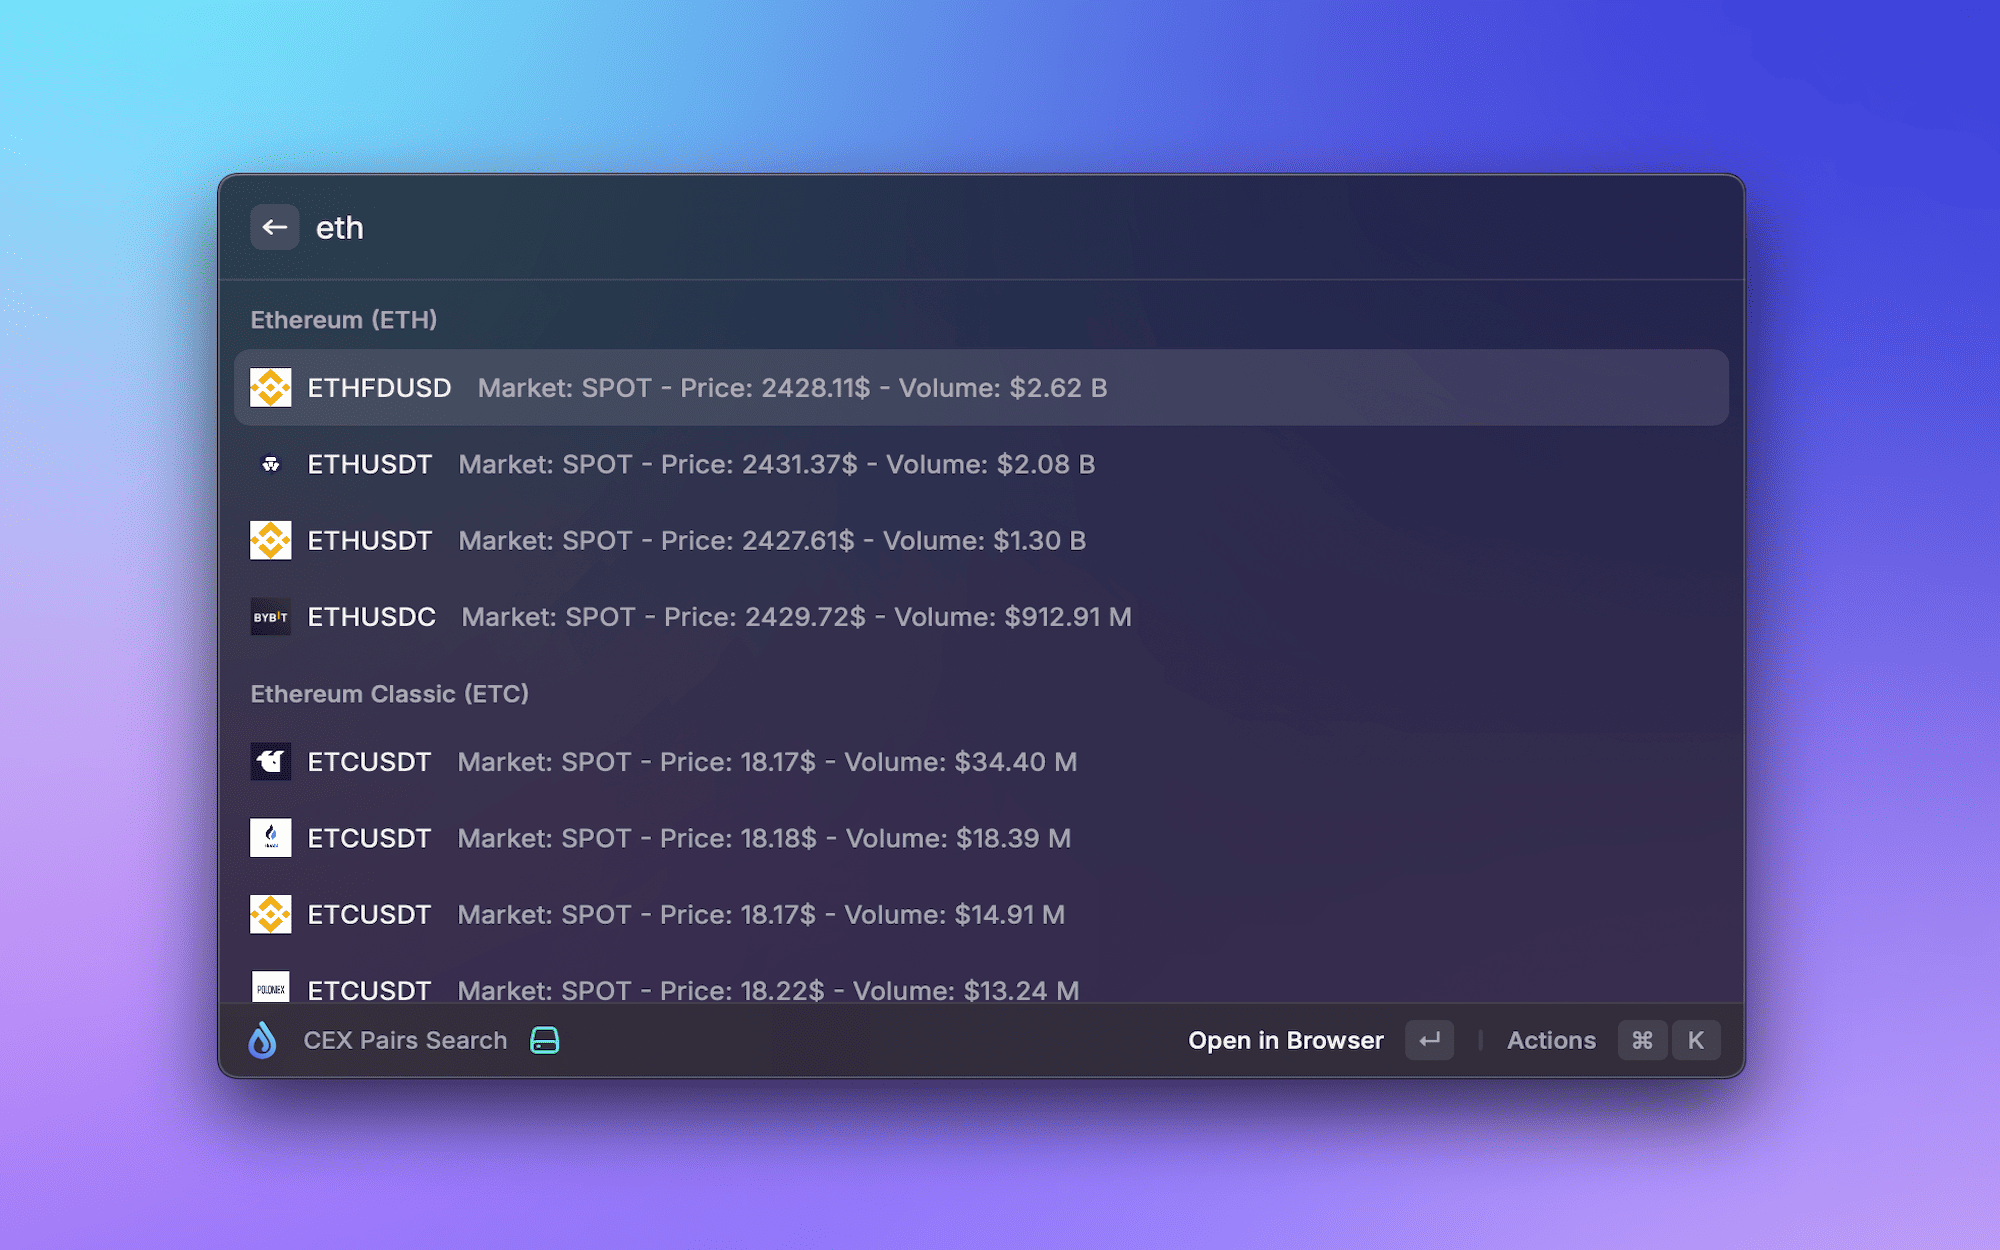 eth
Ethereum (ETH)
ETHFDUSD Market: SPOT - Price: 2428.11$ - Volume: $2.62 B
ETHUSDT Market: SPOT - Price: 2431.37$ - Volume: $2.08 B
ETHUSDT Market: SPOT - Price: 2427.61$ - Volume: $1.30 B
BYBIT ETHUSDC Market: SPOT - Price: 2429.72$ - Volume: $912.91 M
Ethereum Classic (ETC)
ETCUSDT Market: SPOT - Price: 18.17$ - Volume: $34.40 M
ETCUSDT Market: SPOT - Price: 18.18$ - Volume: $18.39 M
ETCUSDT Market: SPOT - Price: 18.17$ - Volume: $14.91 M
POLONIEX ETCUSDT Market: SPOT - Price: 18.22$ - Volume: $13.24 M
CEX Pairs Search Open in Browser ↵ | Actions ⌘ K